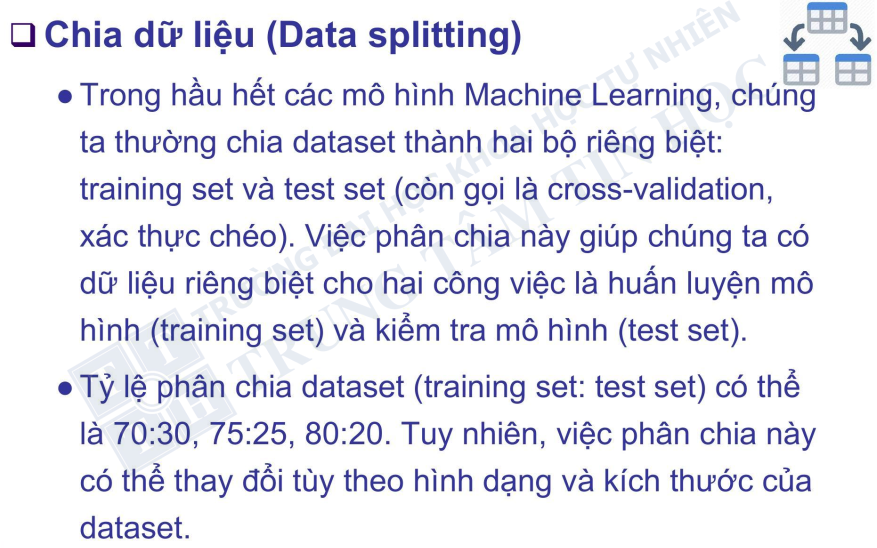 Chia dữ liệu (Data splitting)
Trong hầu hết các mô hình Machine Learning, chúng
ta thường chia dataset thành hai bộ riêng biệt:
training set và test set (còn gọi là cross-validation,
xác thực chéo). Việc phân chia này giúp chúng ta có
dữ liệu riêng biệt cho hai công việc là huấn luyện mô
hình (training set) và kiểm tra mô hình (test set).
Tỷ lệ phân chia dataset (training set: test set) có thể
là 70:30, 75:25, 80:20. Tuy nhiên, việc phân chia này
có thể thay đổi tùy theo hình dạng và kích thước của
dataset.
TRƯỜNG ĐẠI HỌC KHOA HỌC TỰ NHIÊN
TRUNG TÂM TIN HỌC